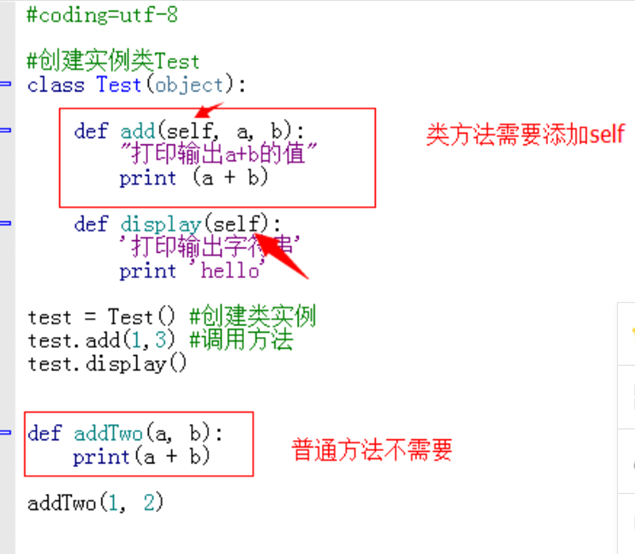 #coding=utf-8
#创建实例类Test
class Test(object):
def add(self, a, b):
"打印输出a+b的值"
print (a + b)
类方法需要添加self
def display(self):
'打印输出字符串'
print 'hello'
test = Test() #创建类实例
test.add(1,3) #调用方法
test.display()
def addTwo(a, b):
print(a + b)
普通方法不需要
addTwo(1, 2)